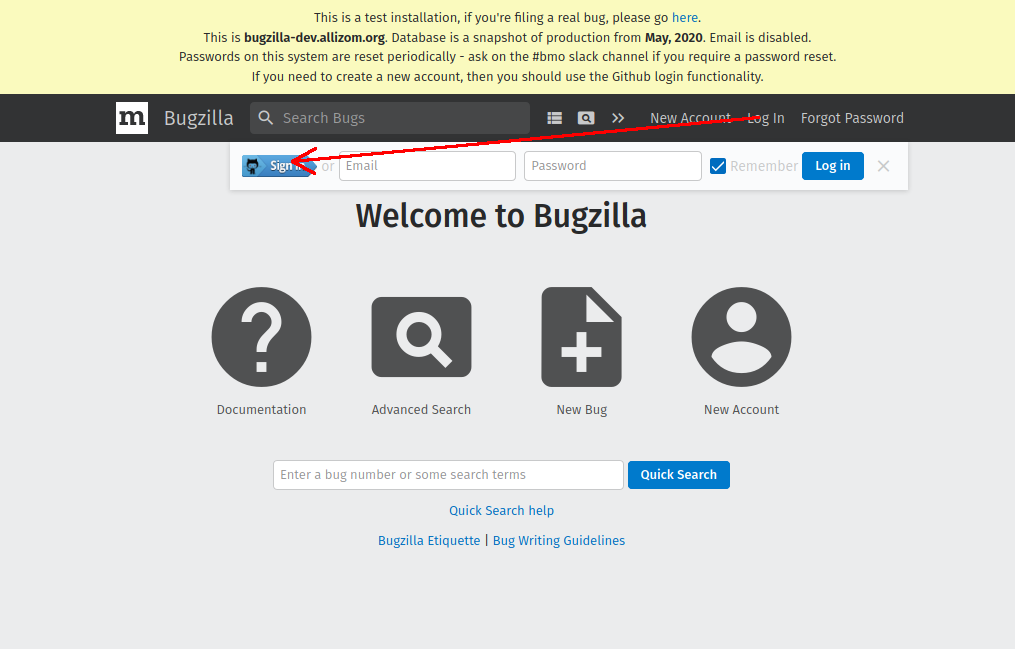 This is a test installation, if you're filing a real bug, please go here.
This is bugzilla-dev.allizom.org. Database is a snapshot of production from May, 2020. Email is disabled.
Passwords on this system are reset periodically - ask on the #bmo slack channel if you require a password reset.
If you need to create a new account, then you should use the Github login functionality.
m Bugzilla Search Bugs New Account Log In Forgot Password
Sign or Email Password Remember Log in
Welcome to Bugzilla
Documentation Advanced Search New Bug New Account
Enter a bug number or some search terms Quick Search
Quick Search help
Bugzilla Etiquette | Bug Writing Guidelines